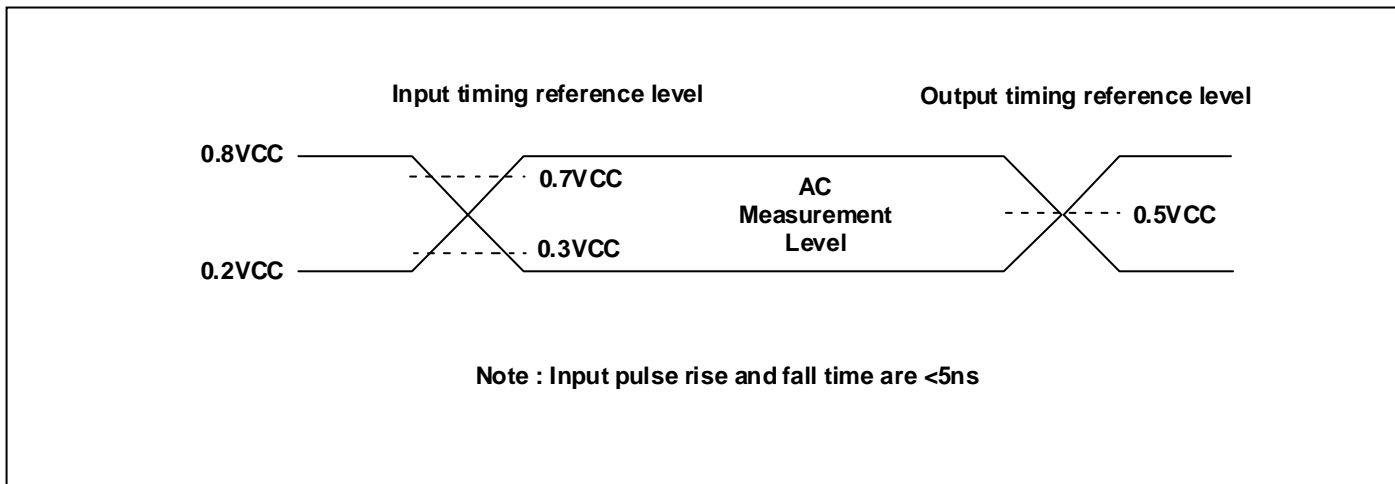 Input timing reference level
Output timing reference level
0.8VCC
0.7VCC
AC
Measurement
Level
0.5VCC
0.3VCC
0.2VCC
Note : Input pulse rise and fall time are <5ns